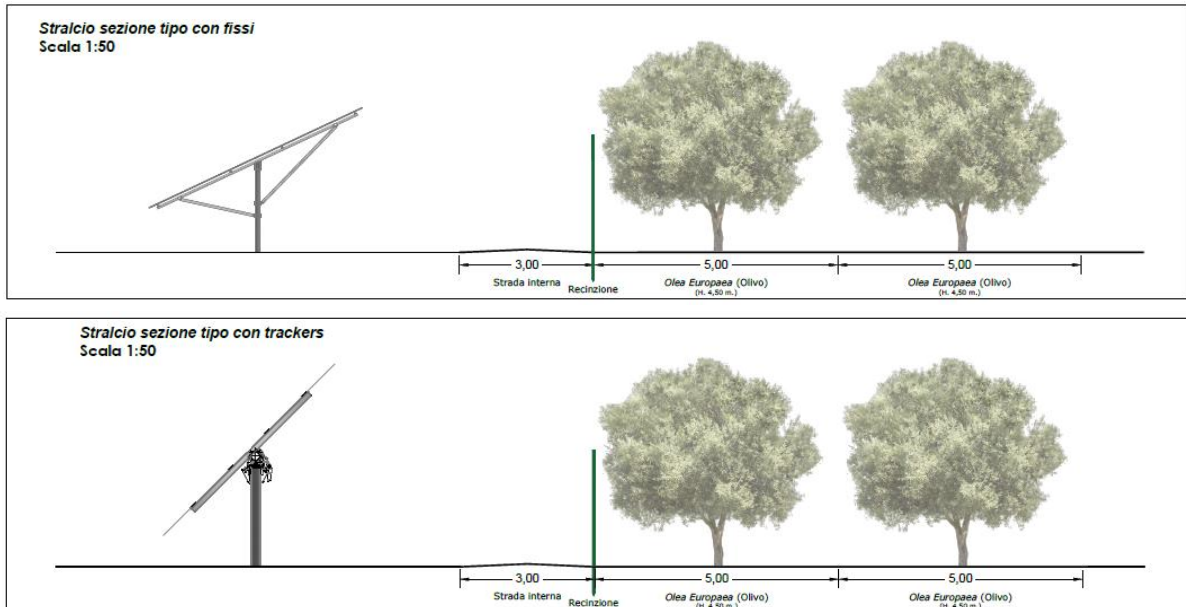 Stralcio sezione tipo con fissi
Scala 1:50
3,00 5,00 5,00
Strada interna Recinzione Olea Europaea (Olivo) Olea Europaea (Olivo)
(H. 4,50 m.) (H. 4,50 m.)
Stralcio sezione tipo con trackers
Scala 1:50
3,00 5,00 5,00
Strada interna Recinzione Olea Europaea (Olivo) Olea Europaea (Olivo)
(H. 4,50 m.) (H. 4,50 m.)